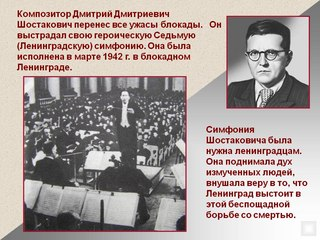 Композитор Дмитрий Дмитриевич
Шостакович перенес все ужасы блокады. Он
выстрадал свою героическую Седьмую
(Ленинградскую) симфонию. Она была
исполнена в марте 1942 г. в блокадном
Ленинграде.
Симфония
Шостаковича была
нужна ленинградцам.
Она поднимала дух
измученных людей,
внушала веру в то, что
Ленинград выстоит в
этой беспощадной
борьбе со смертью.